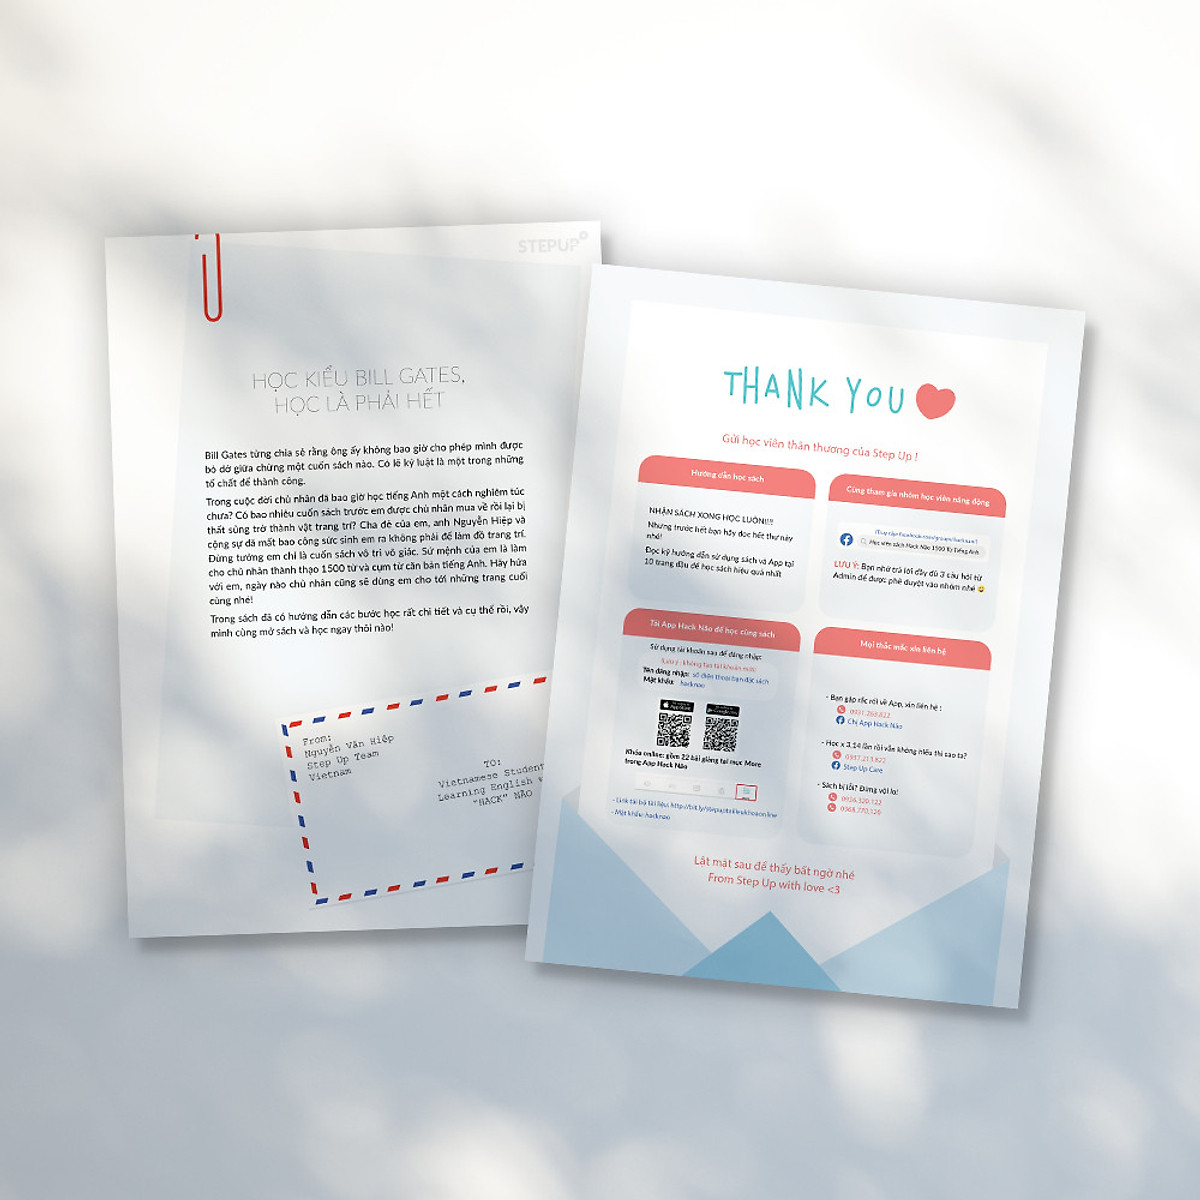 STEPUP
HỌC KIỂU BILL GATES,
HỌC LÀ PHẢI HẾT
Bill Gates từng chia sẻ rằng ông ấy không bao giờ cho phép mình được
bỏ dở giữa chừng một cuốn sách nào. Có lẽ kỷ luật là một trong những
tố chất để thành công.
Trong cuộc đời chủ nhân đã bao giờ học tiếng Anh một cách nghiêm túc
chưa? Có bao nhiêu cuốn sách trước em được chủ nhân mua về rồi lại bị
thất sủng trở thành vật trang trí? Cha đẻ của em, anh Nguyễn Hiệp và
cộng sự đã mất bao công sức sinh em ra không phải để làm đồ trang trí.
Đừng tưởng em chỉ là cuốn sách vô tri vô giác. Sứ mệnh của em là làm
cho chủ nhân thành thạo 1500 từ và cụm từ căn bản tiếng Anh. Hãy hứa
với em, ngày nào chủ nhân cũng sẽ dùng em cho tới những trang cuối
cùng nhé!
Trong sách đã có hướng dẫn các bước học rất chi tiết và cụ thể rồi, vậy
mình cùng mở sách và học ngay thôi nào!
From:
Nguyễn Văn Hiệp
Step Up Team
Vietnam
TO:
Vietnamese Student
Learning English
"HACK" NÃO
THANK YOU
Gửi học viên thân thương của Step Up !
Hướng dẫn học sách
NHẬN SÁCH XONG HỌC LUÔN!!!!
Nhưng trước hết bạn hãy đọc hết thư này
nhé!
Đọc kỹ hướng dẫn sử dụng sách và App tại
10 trang đầu để học sách hiệu quả nhất
Cùng tham gia nhóm học viên năng động
(Truy cập facebook.com/groups/hacknao1)
Học viên sách Hack Não 1500 Từ Tiếng Anh
LƯU Ý: Bạn nhớ trả lời đầy đủ 3 câu hỏi từ
Admin để được phê duyệt vào nhóm nhé
Tải App Hack Não để học cùng sách
Sử dụng tài khoản sau để đăng nhập:
(Lưu ý : không tạo tài khoản mới)
Tên đăng nhập: số điện thoại bạn đặt sách
Mật khẩu: hacknao
Khóa online: gồm 22 bài giảng tại mục More
trong App Hack Não
- Mật khẩu: hacknao
Mọi thắc mắc xin liên hệ
- Bạn gặp rắc rối về App, xin liên hệ :
0931.263.822
Chị App Hack Não
- Học x 3,14 lần rồi vẫn không hiểu thì sao ta?
0937.213.822
Step Up Care
- Sách bị lỗi? Đừng vội lo!
0926.320.122
0968.770.120
Lật mặt sau để thấy bất ngờ nhé
From Step Up with love <3